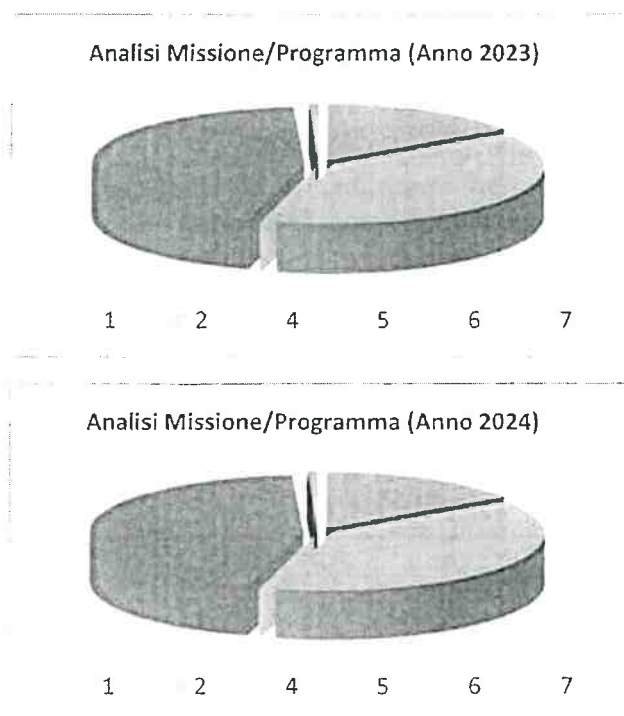 Analisi Missione/Programma (Anno 2023)
1 2 4 5 6 7
Analisi Missione/Programma (Anno 2024)
1 2 4 5 6 7